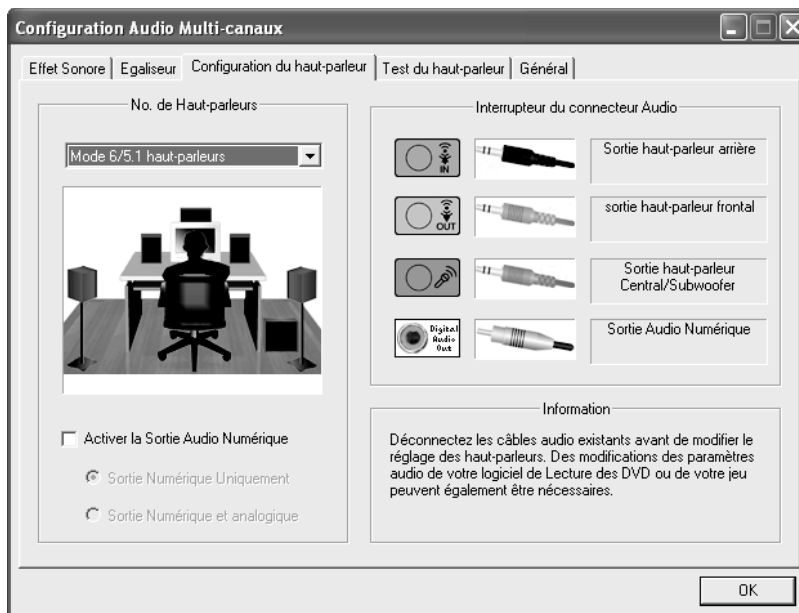 Configuration Audio Multi-canaux
Effet Sonore
Egaliseur
Configuration du haut-parleur
Test du haut-parleur
Général
No. de Haut-parleurs
Mode 6/5.1 haut-parleurs
Activer la Sortie Audio Numérique
Sortie Numérique Uniquement
Sortie Numérique et analogique
Interrupteur du connecteur Audio
IN
Sortie haut-parleur arrière
OUT
sortie haut-parleur frontal
Sortie haut-parleur
Central/Subwoofer
Digital
Audio
Out
Sortie Audio Numérique
Information
Déconnectez les câbles audio existants avant de modifier le
réglage des haut-parleurs. Des modifications des paramètres
audio de votre logiciel de Lecture des DVD ou de votre jeu
peuvent également être nécessaires.
OK